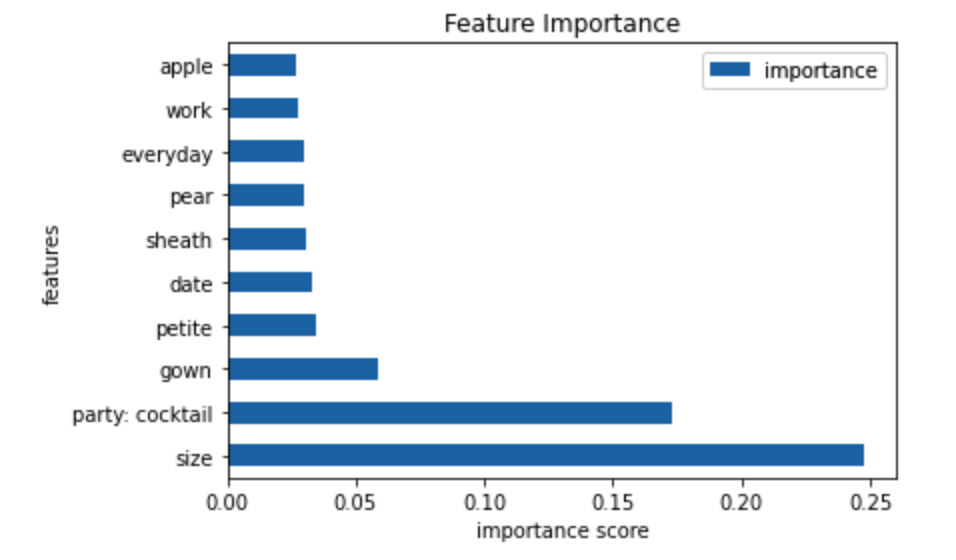 Feature Importance
importance
apple
work
everyday
pear
sheath
date
petite
gown
party: cocktail
size
features
0.00 0.05 0.10 0.15 0.20 0.25
importance score